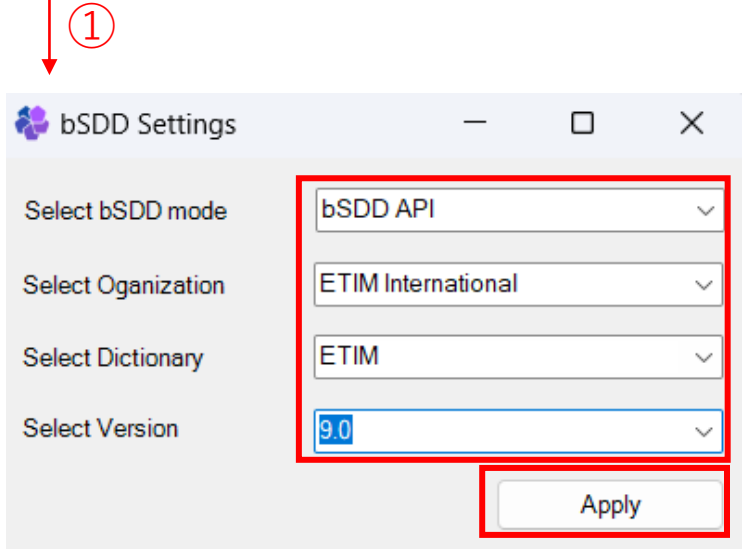 ①
bSDD Settings
Select bSDD mode
bSDD API
Select Oganization
ETIM International
Select Dictionary
ETIM
Select Version
9.0
Apply